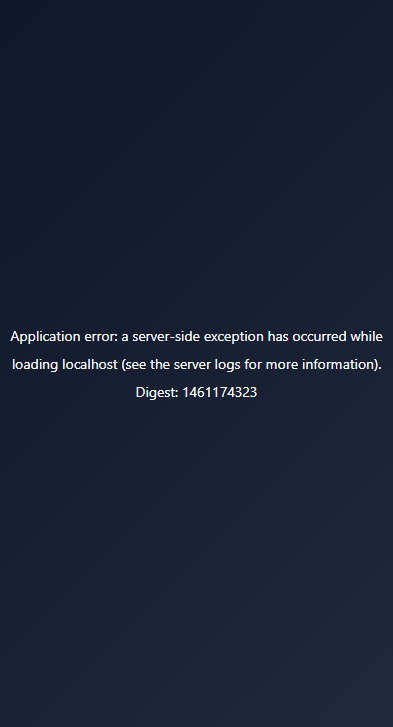 Application error: a server-side exception has occurred while
loading localhost (see the server logs for more information).
Digest: 1461174323